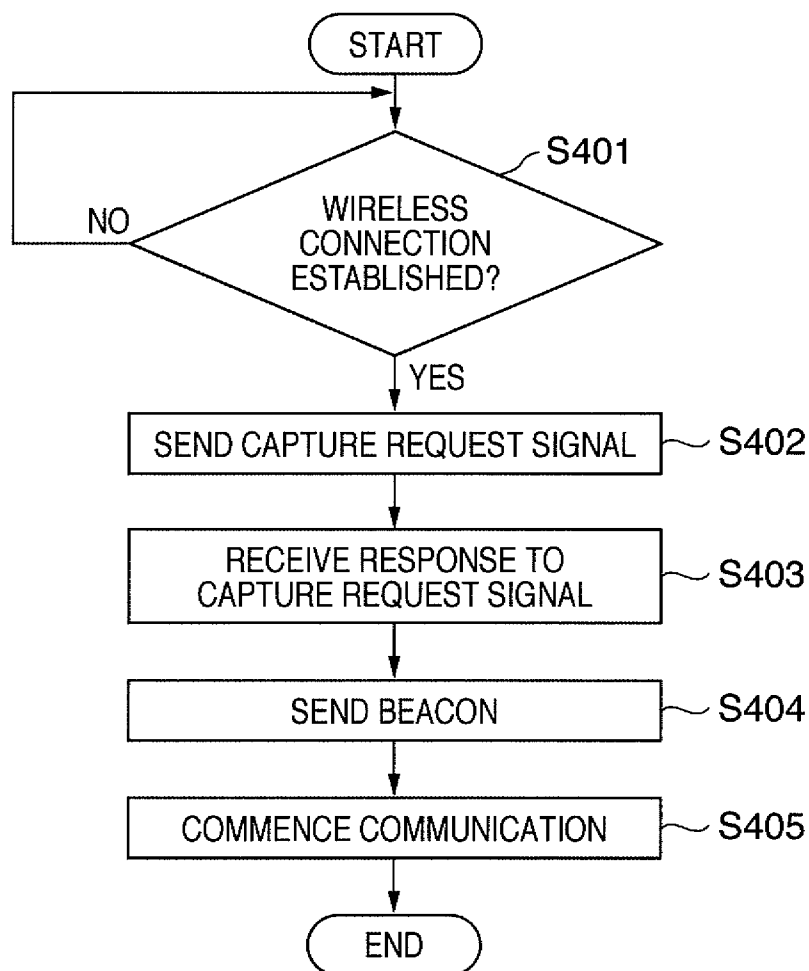 START
S401
NO
WIRELESS
CONNECTION
ESTABLISHED?
YES
SEND CAPTURE REQUEST SIGNAL
S402
RECEIVE RESPONSE TO
CAPTURE REQUEST SIGNAL
S403
SEND BEACON
S404
COMMENCE COMMUNICATION
S405
END